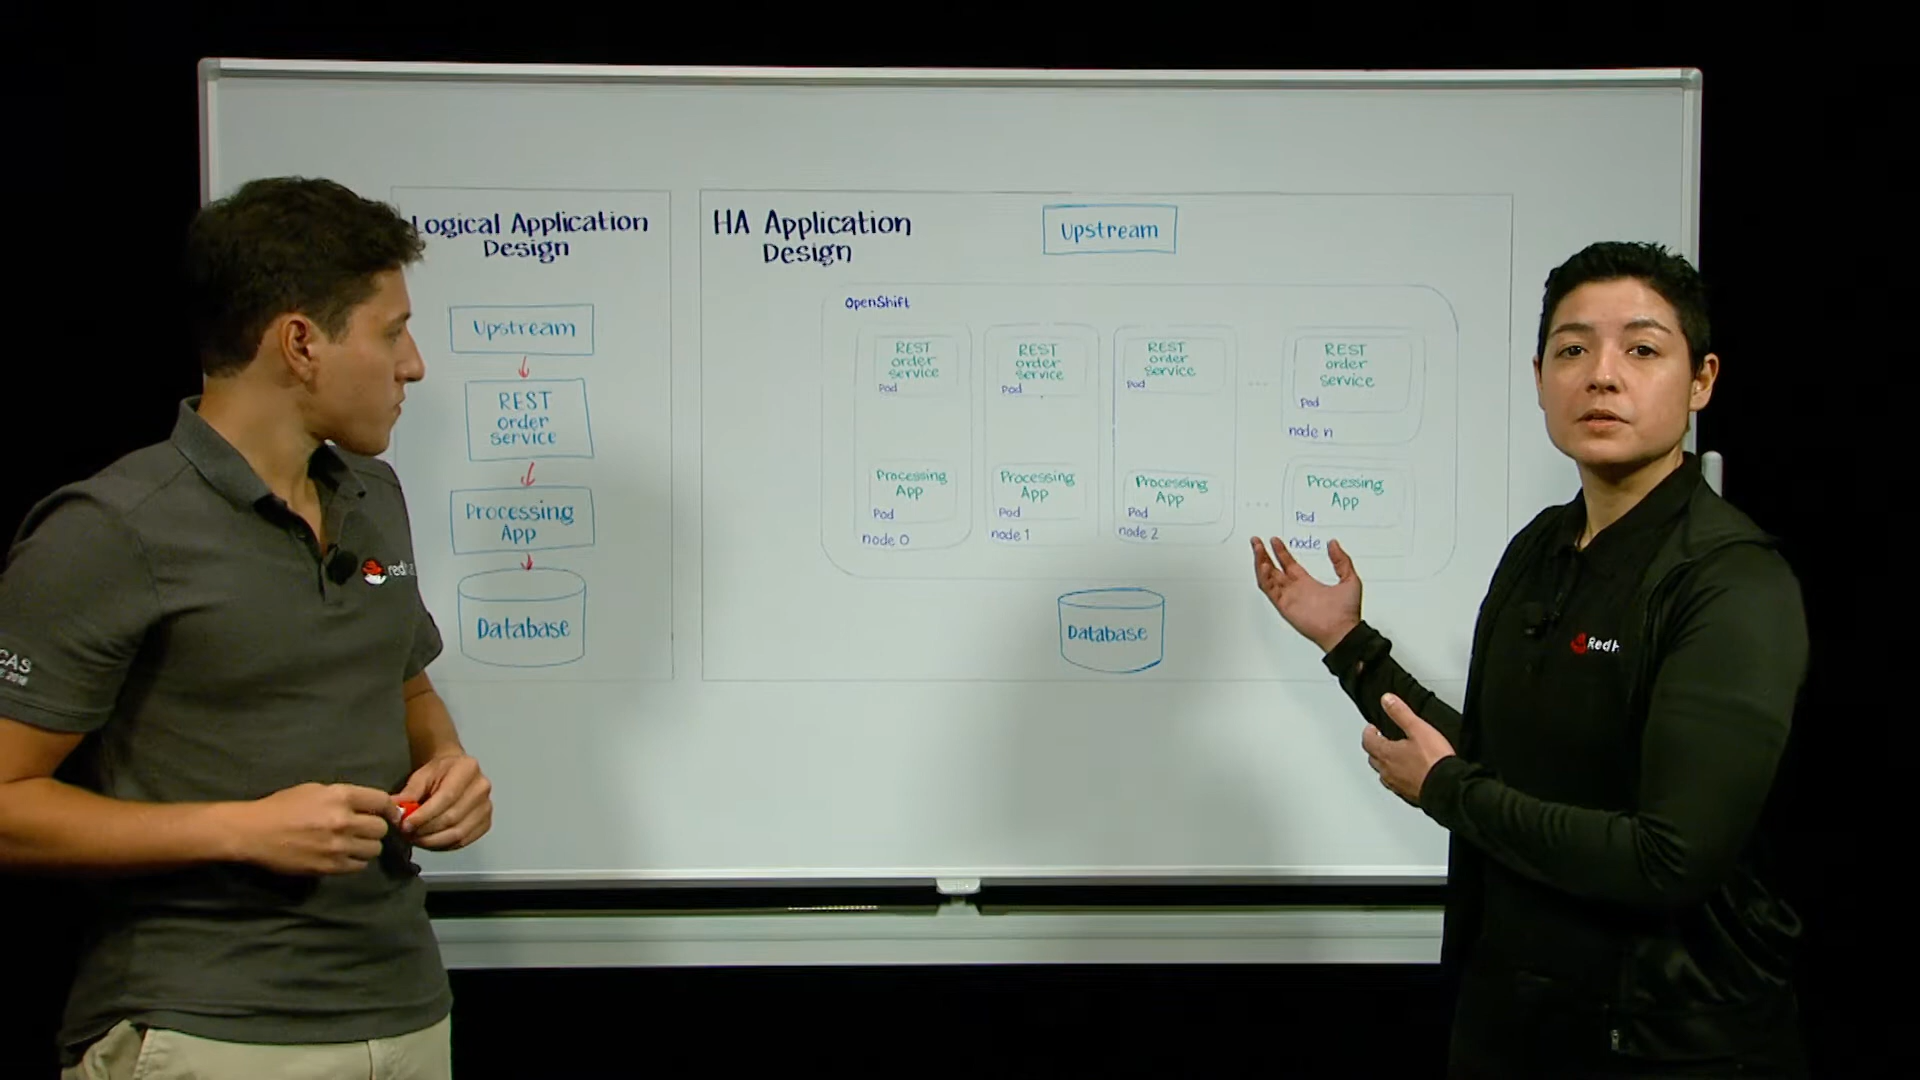 Logical Application
Design
Upstream
REST
order
service
Processing
App
Database
HA Application
Design
Upstream
OpenShift
REST
order
service
Pod
REST
order
service
Pod
REST
order
service
Pod
....
REST
order
service
Pod
node n
Processing
App
Pod
node 0
Processing
App
Pod
node 1
Processing
App
Pod
node 2
....
Processing
App
Pod
node
Database
2018